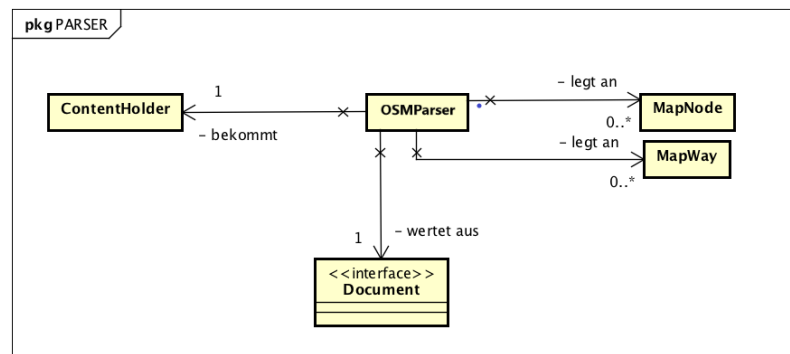 pkg PARSER
1
– legt an
ContentHolder
OSMParser
MapNode
– bekommt
0..*
– legt an
MapWay
0..*
1
– wertet aus
<<interface>>
Document